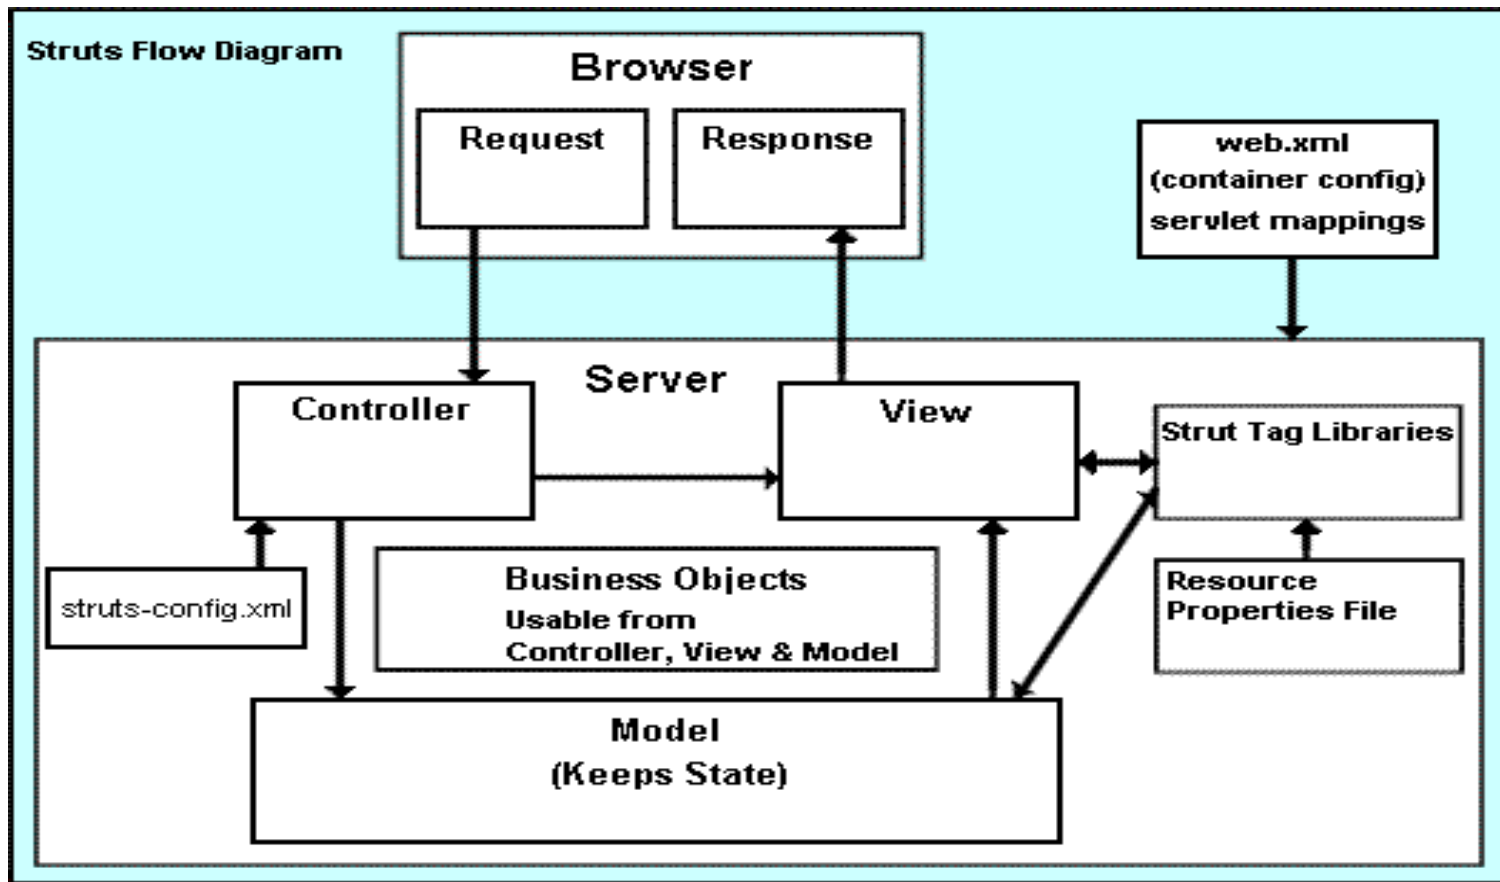 Struts Flow Diagram
Browser
Request
Response
web.xml
(container config)
servlet mappings
Server
Controller
View
Strut Tag Libraries
struts-config.xml
Business Objects
Usable from
Controller, View & Model
Resource
Properties File
Model
(Keeps State)